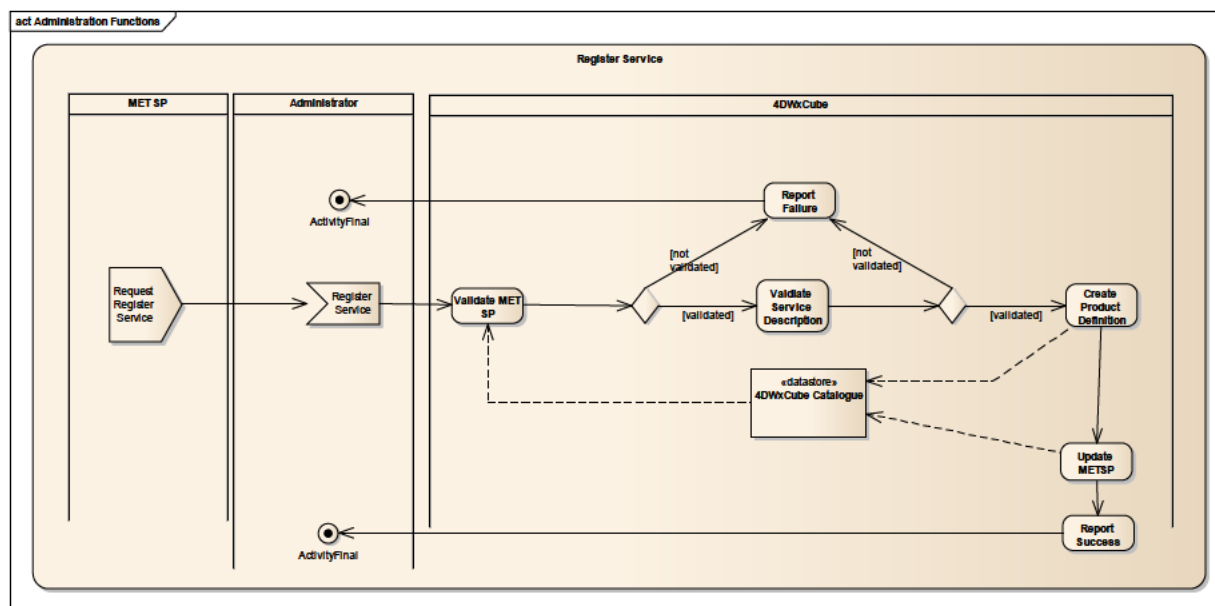 act Administration Functions
Register Service
MET SP
Administrator
4DWxCube
Report
Failure
ActivityFinal
[not
validated]
[not
validated]
Request
Register
Service
Register
Service
Validate MET
SP
[validated]
Validiate
Service
Description
[validated]
Create
Product
Definition
«datastore»
4DWxCube Catalogue
Update
METSP
Report
Success
ActivityFinal